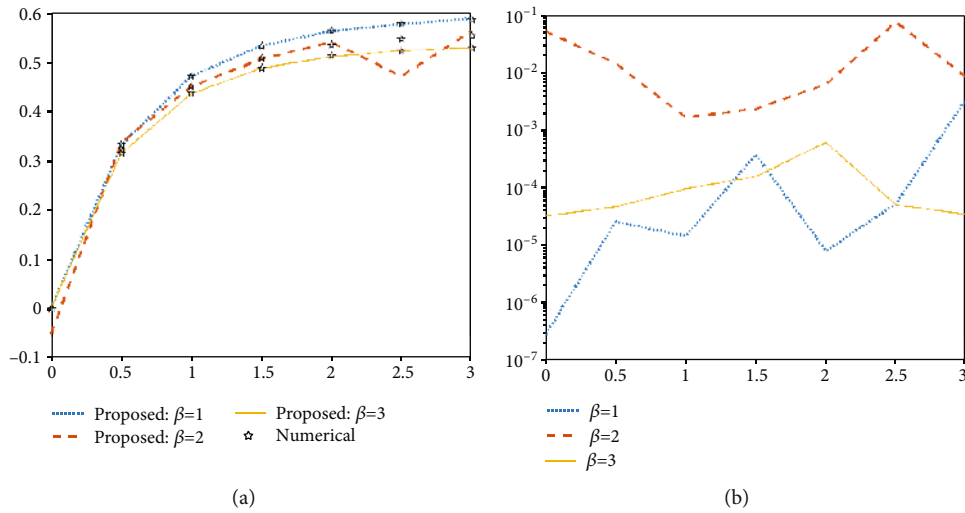 0.6
0.5
0.4
0.3
0.2
0.1
0
−0.1
0 0.5 1 1.5 2 2.5 3
Proposed: β=1
Proposed: β=2
Proposed: β=3
Numerical
(a)
10⁻¹
10⁻²
10⁻³
10⁻⁴
10⁻⁵
10⁻⁶
10⁻⁷
0 0.5 1 1.5 2 2.5 3
β=1
β=2
β=3
(b)